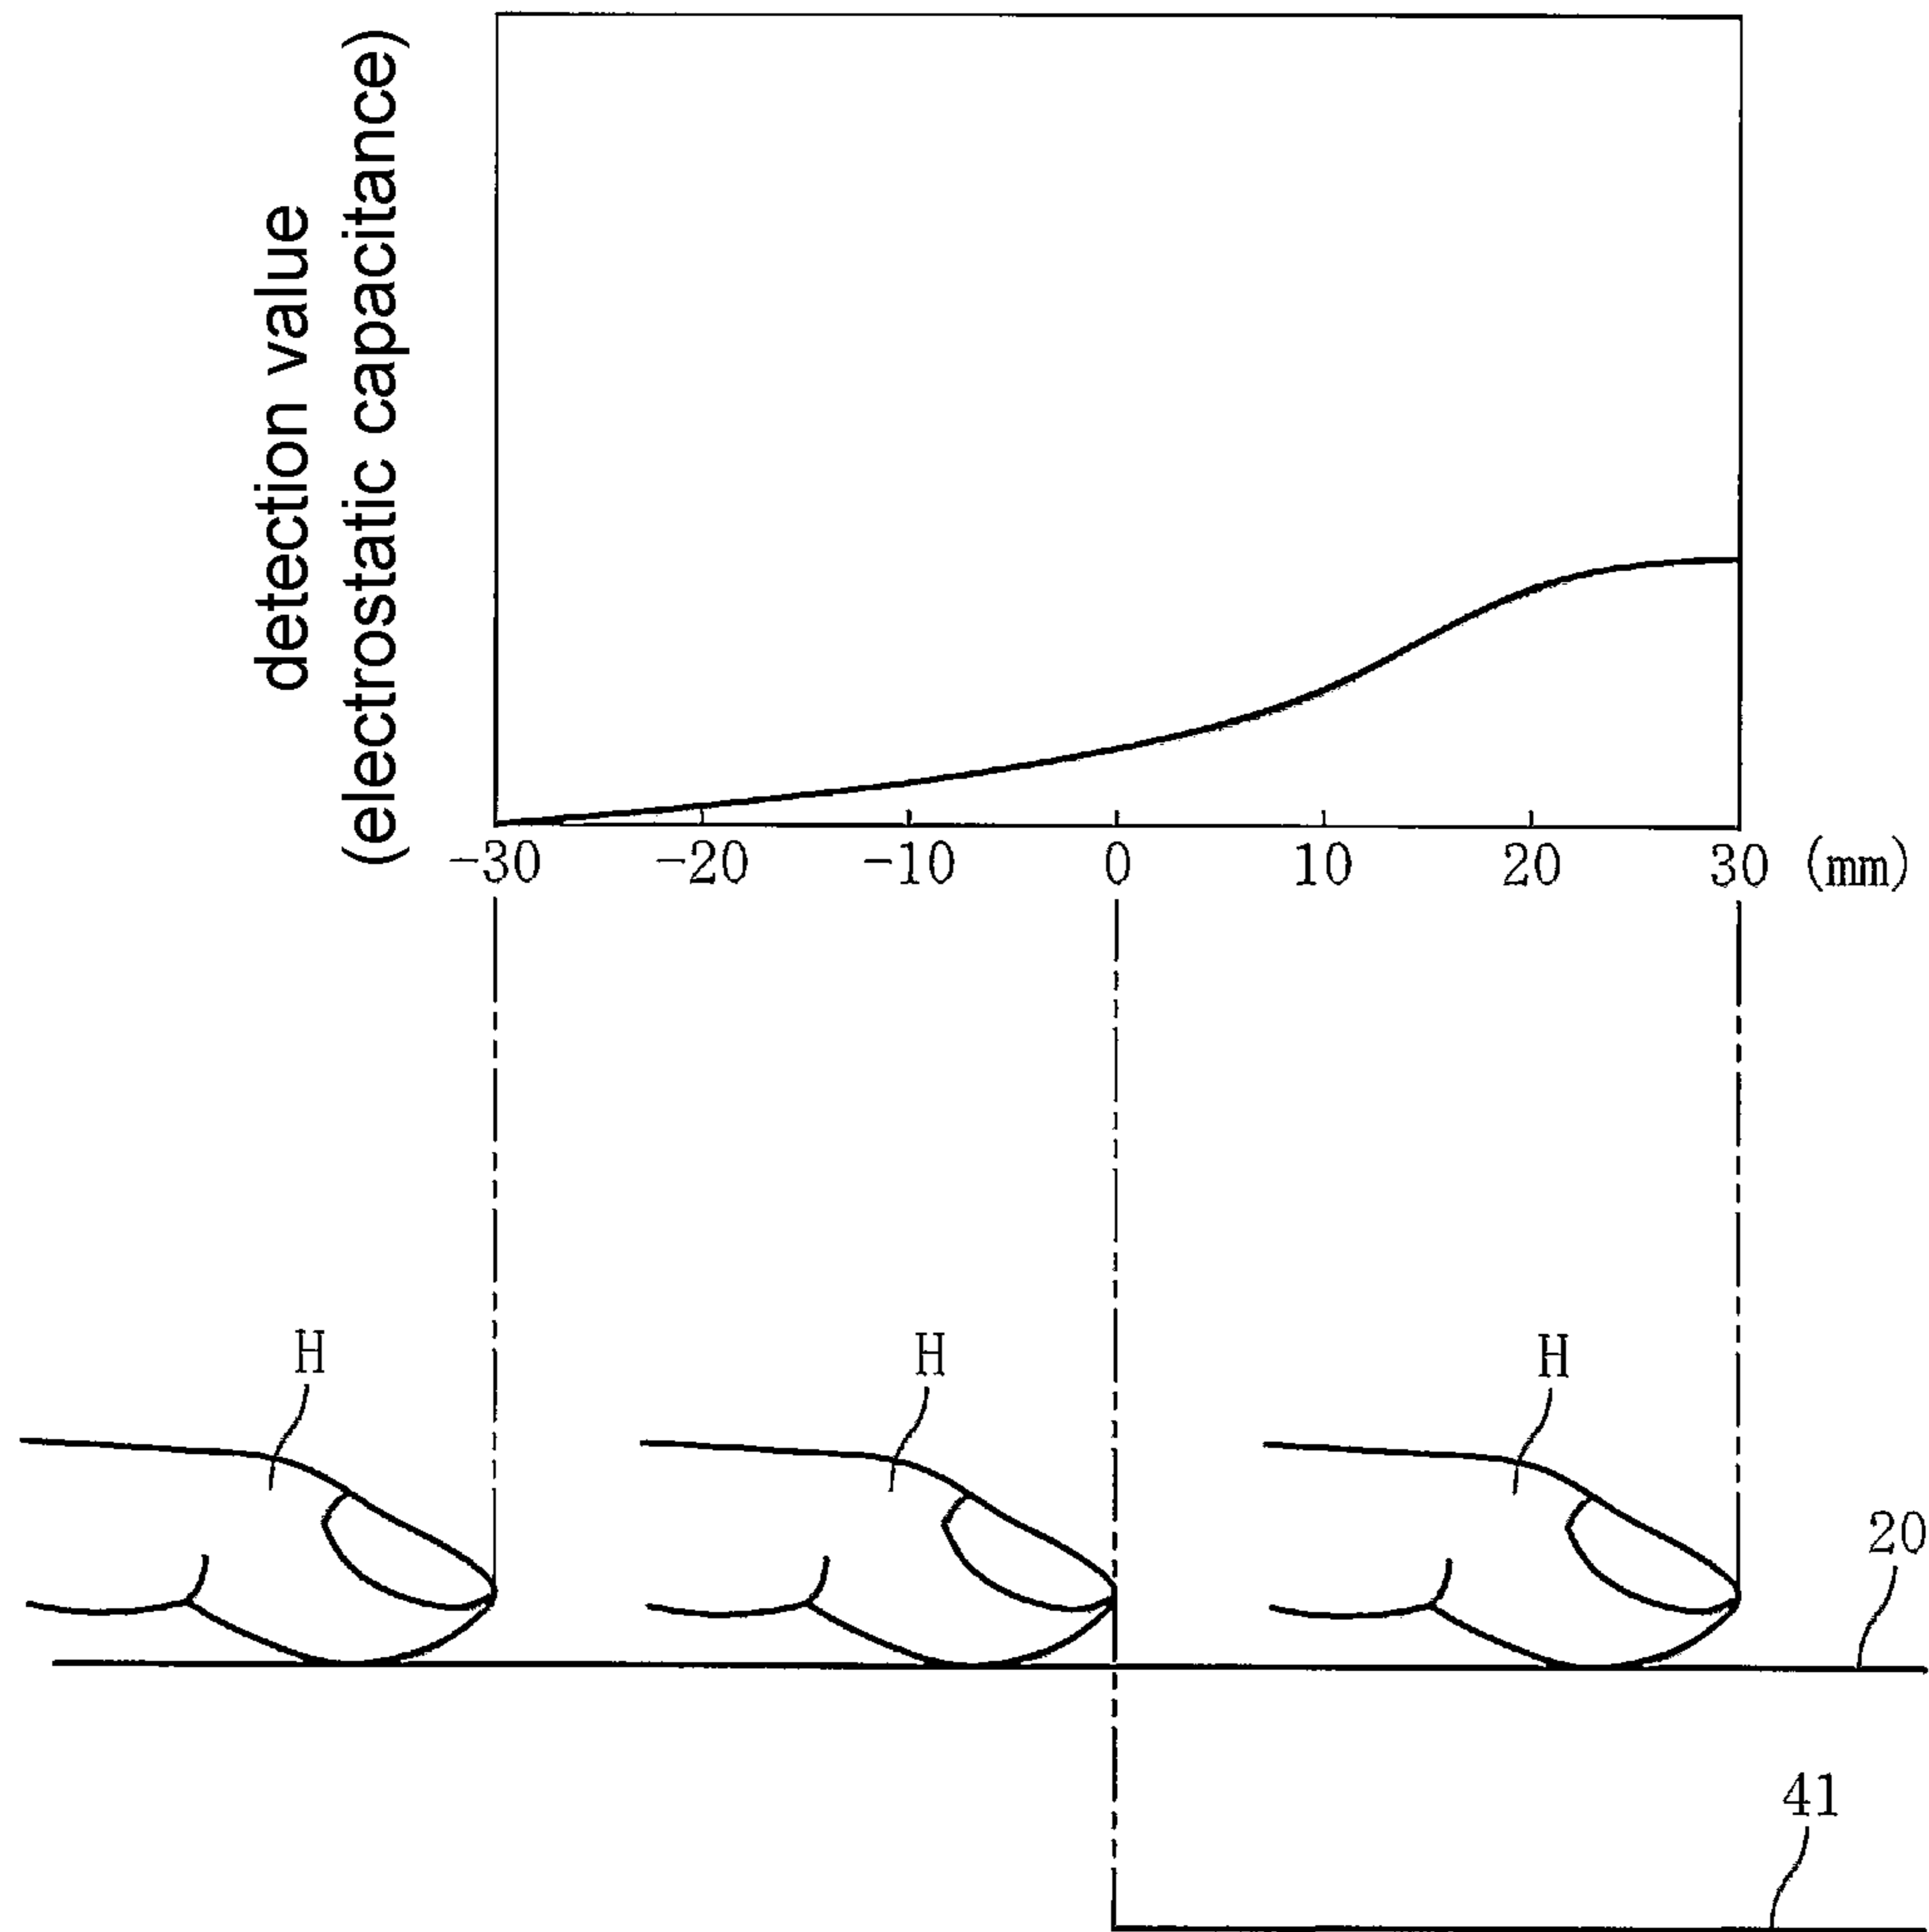 detection value
(electrostatic capacitance)
-30 -20 -10 0 10 20 30 (mm)
H H H
20
41